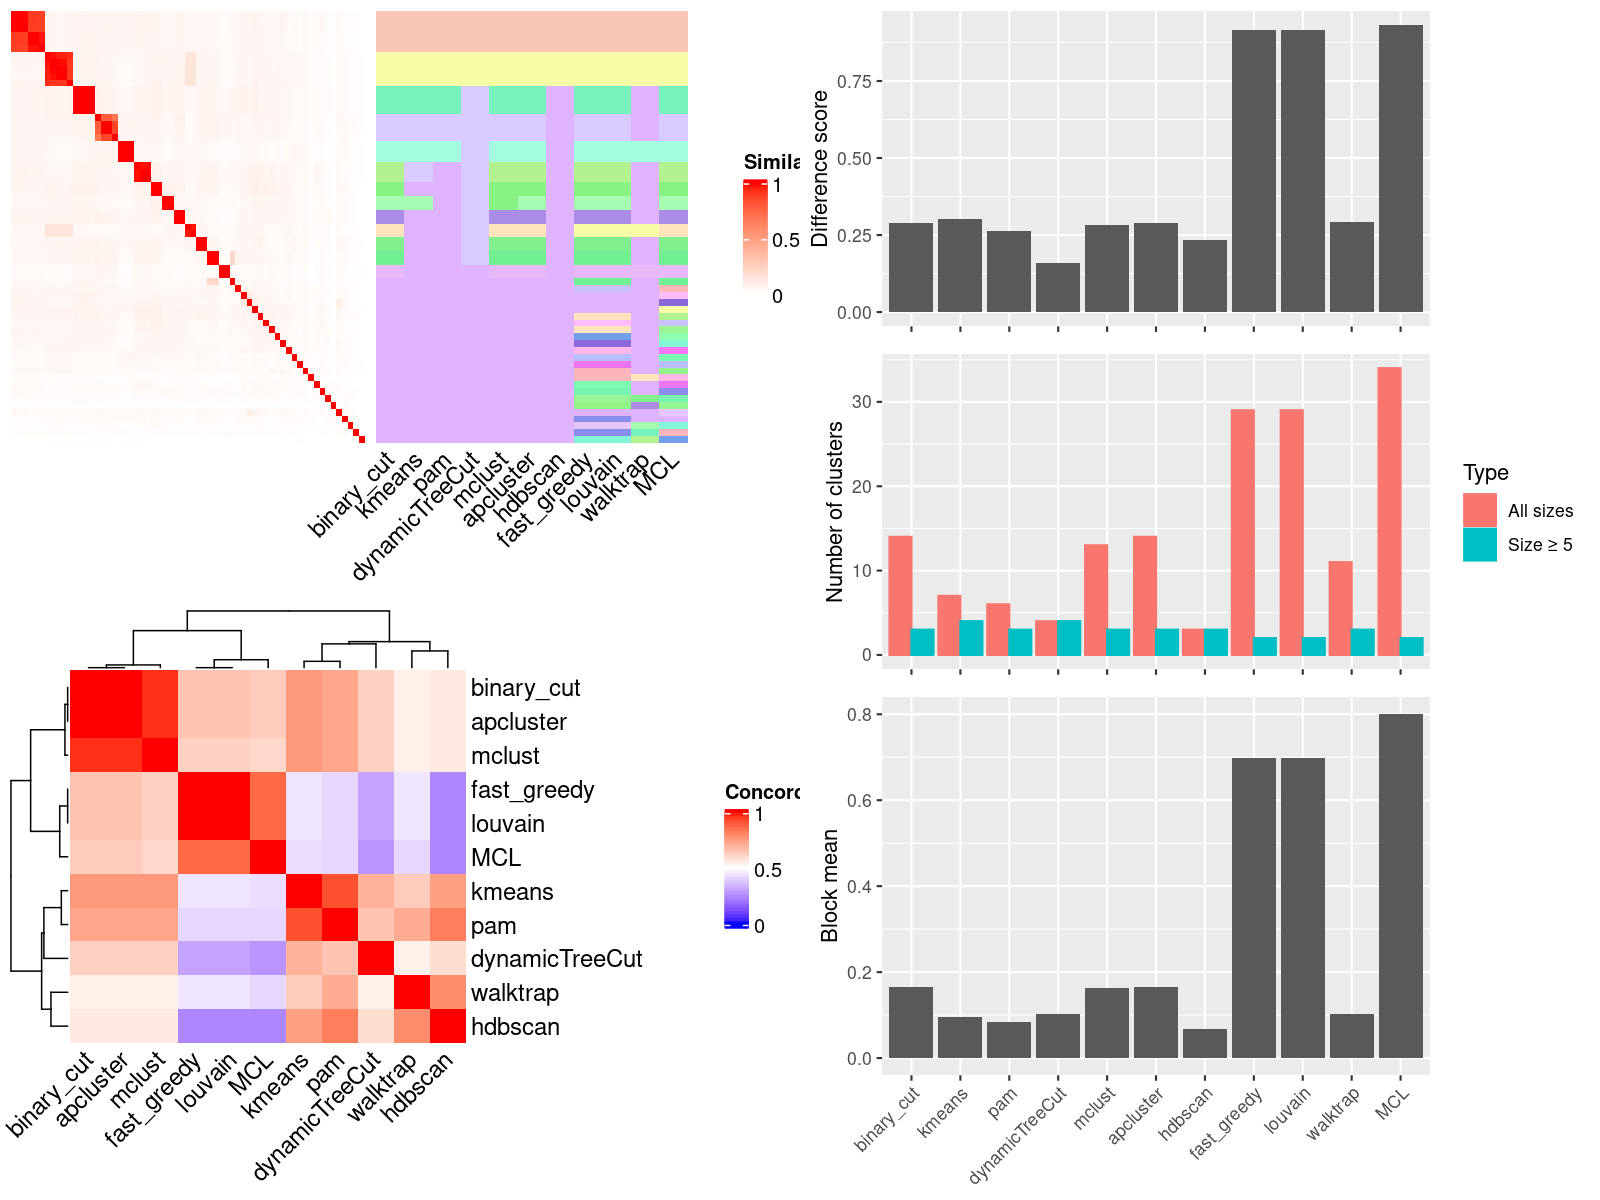 Simila
1
0.5
0
binary_cut
kmeans
pam
dynamicTreeCut
mclust
apcluster
hdbscan
fast_greedy
louvain
walktrap
MCL
binary_cut
apcluster
mclust
fast_greedy
louvain
MCL
kmeans
pam
dynamicTreeCut
walktrap
hdbscan
binary_cut
apcluster
mclust
fast_greedy
louvain
MCL
kmeans
pam
dynamicTreeCut
walktrap
hdbscan
Concord
1
0.5
0
Difference score
0.75
0.50
0.25
0.00
Number of clusters
30
20
10
0
Type
All sizes
Size ≥ 5
Block mean
0.8
0.6
0.4
0.2
0.0
binary_cut
kmeans
pam
dynamicTreeCut
mclust
apcluster
hdbscan
fast_greedy
louvain
walktrap
MCL